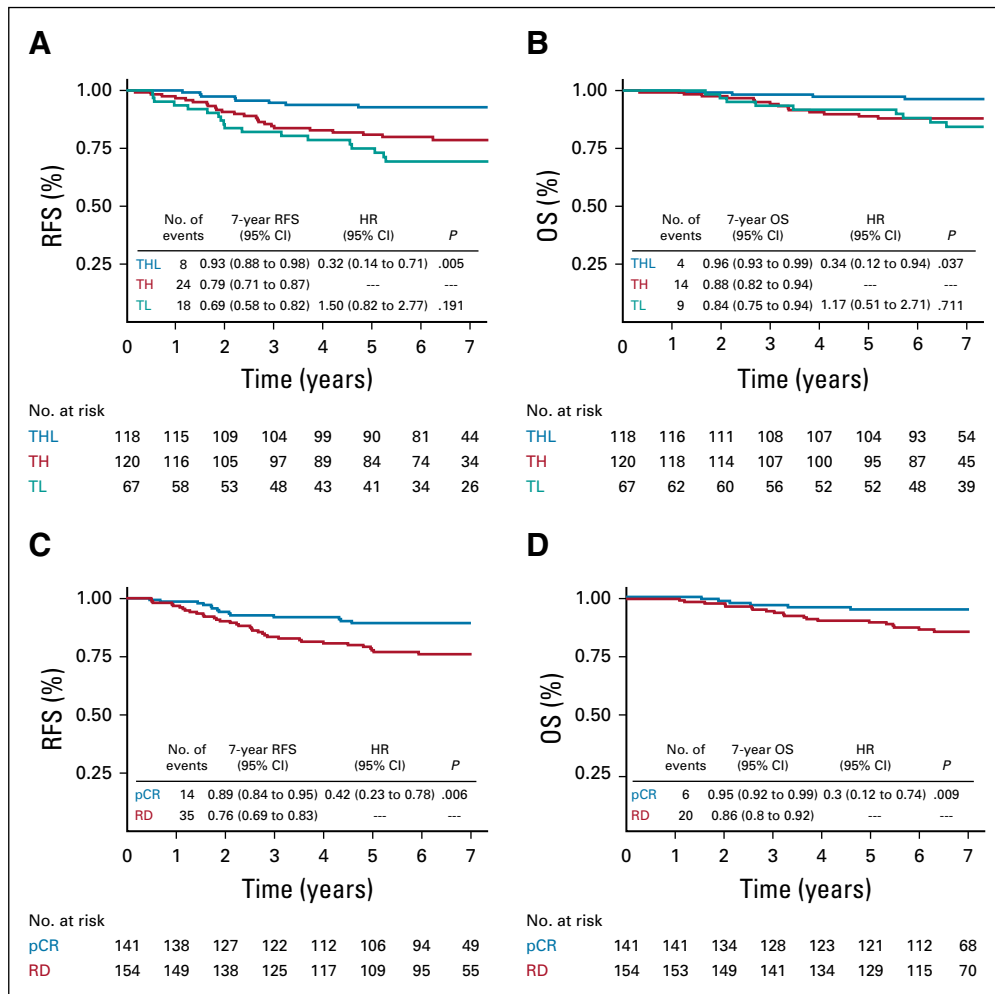 A
RFS (%)
1.00
0.75
0.50
0.25
No. of events 7-year RFS (95% CI) HR (95% CI) P
THL 8 0.93 (0.88 to 0.98) 0.32 (0.14 to 0.71) .005
TH 24 0.79 (0.71 to 0.87) --- ---
TL 18 0.69 (0.58 to 0.82) 1.50 (0.82 to 2.77) .191
0 1 2 3 4 5 6 7
Time (years)
No. at risk
THL 118 115 109 104 99 90 81 44
TH 120 116 105 97 89 84 74 34
TL 67 58 53 48 43 41 34 26
B
OS (%)
1.00
0.75
0.50
0.25
No. of events 7-year OS (95% CI) HR (95% CI) P
THL 4 0.96 (0.93 to 0.99) 0.34 (0.12 to 0.94) .037
TH 14 0.88 (0.82 to 0.94) --- ---
TL 9 0.84 (0.75 to 0.94) 1.17 (0.51 to 2.71) .711
0 1 2 3 4 5 6 7
Time (years)
No. at risk
THL 118 116 111 108 107 104 93 54
TH 120 118 114 107 100 95 87 45
TL 67 62 60 56 52 52 48 39
C
RFS (%)
1.00
0.75
0.50
0.25
No. of events 7-year RFS (95% CI) HR (95% CI) P
pCR 14 0.89 (0.84 to 0.95) 0.42 (0.23 to 0.78) .006
RD 35 0.76 (0.69 to 0.83) --- ---
0 1 2 3 4 5 6 7
Time (years)
No. at risk
pCR 141 138 127 122 112 106 94 49
RD 154 149 138 125 117 109 95 55
D
OS (%)
1.00
0.75
0.50
0.25
No. of events 7-year OS (95% CI) HR (95% CI) P
pCR 6 0.95 (0.92 to 0.99) 0.3 (0.12 to 0.74) .009
RD 20 0.86 (0.8 to 0.92) --- ---
0 1 2 3 4 5 6 7
Time (years)
No. at risk
pCR 141 141 134 128 123 121 112 68
RD 154 153 149 141 134 129 115 70